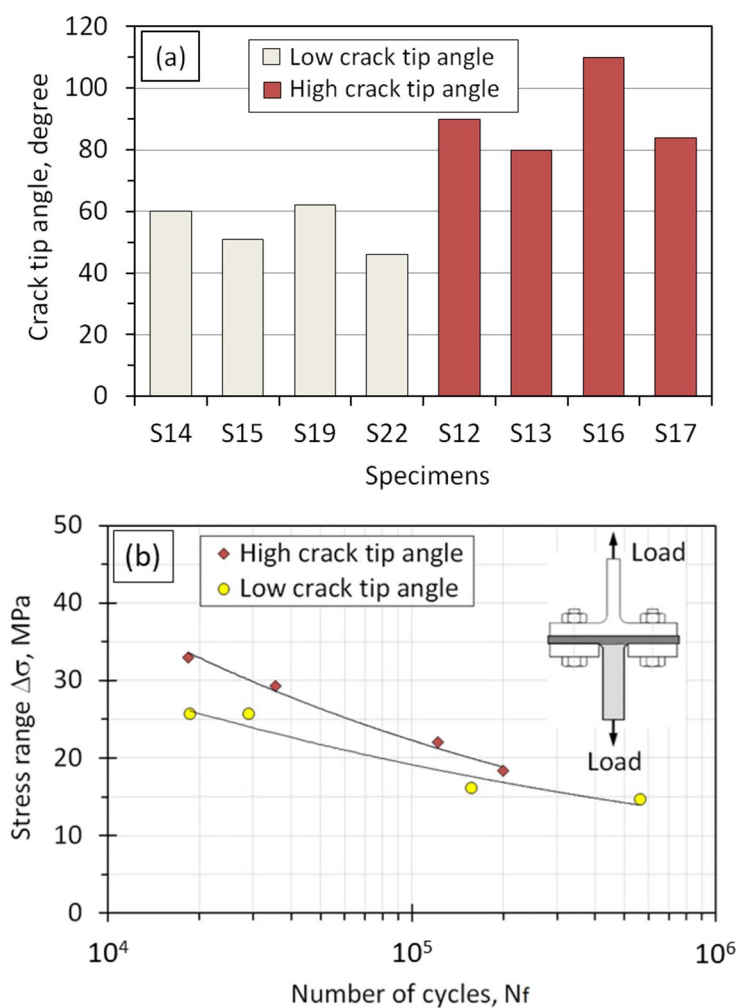 120
100
80
60
40
20
0
Crack tip angle, degree
(a)
Low crack tip angle
High crack tip angle
S14 S15 S19 S22 S12 S13 S16 S17
Specimens
50
40
30
20
10
0
Stress range Δσ, MPa
(b)
High crack tip angle
Low crack tip angle
Load
Load
10⁴ 10⁵ 10⁶
Number of cycles, Nf